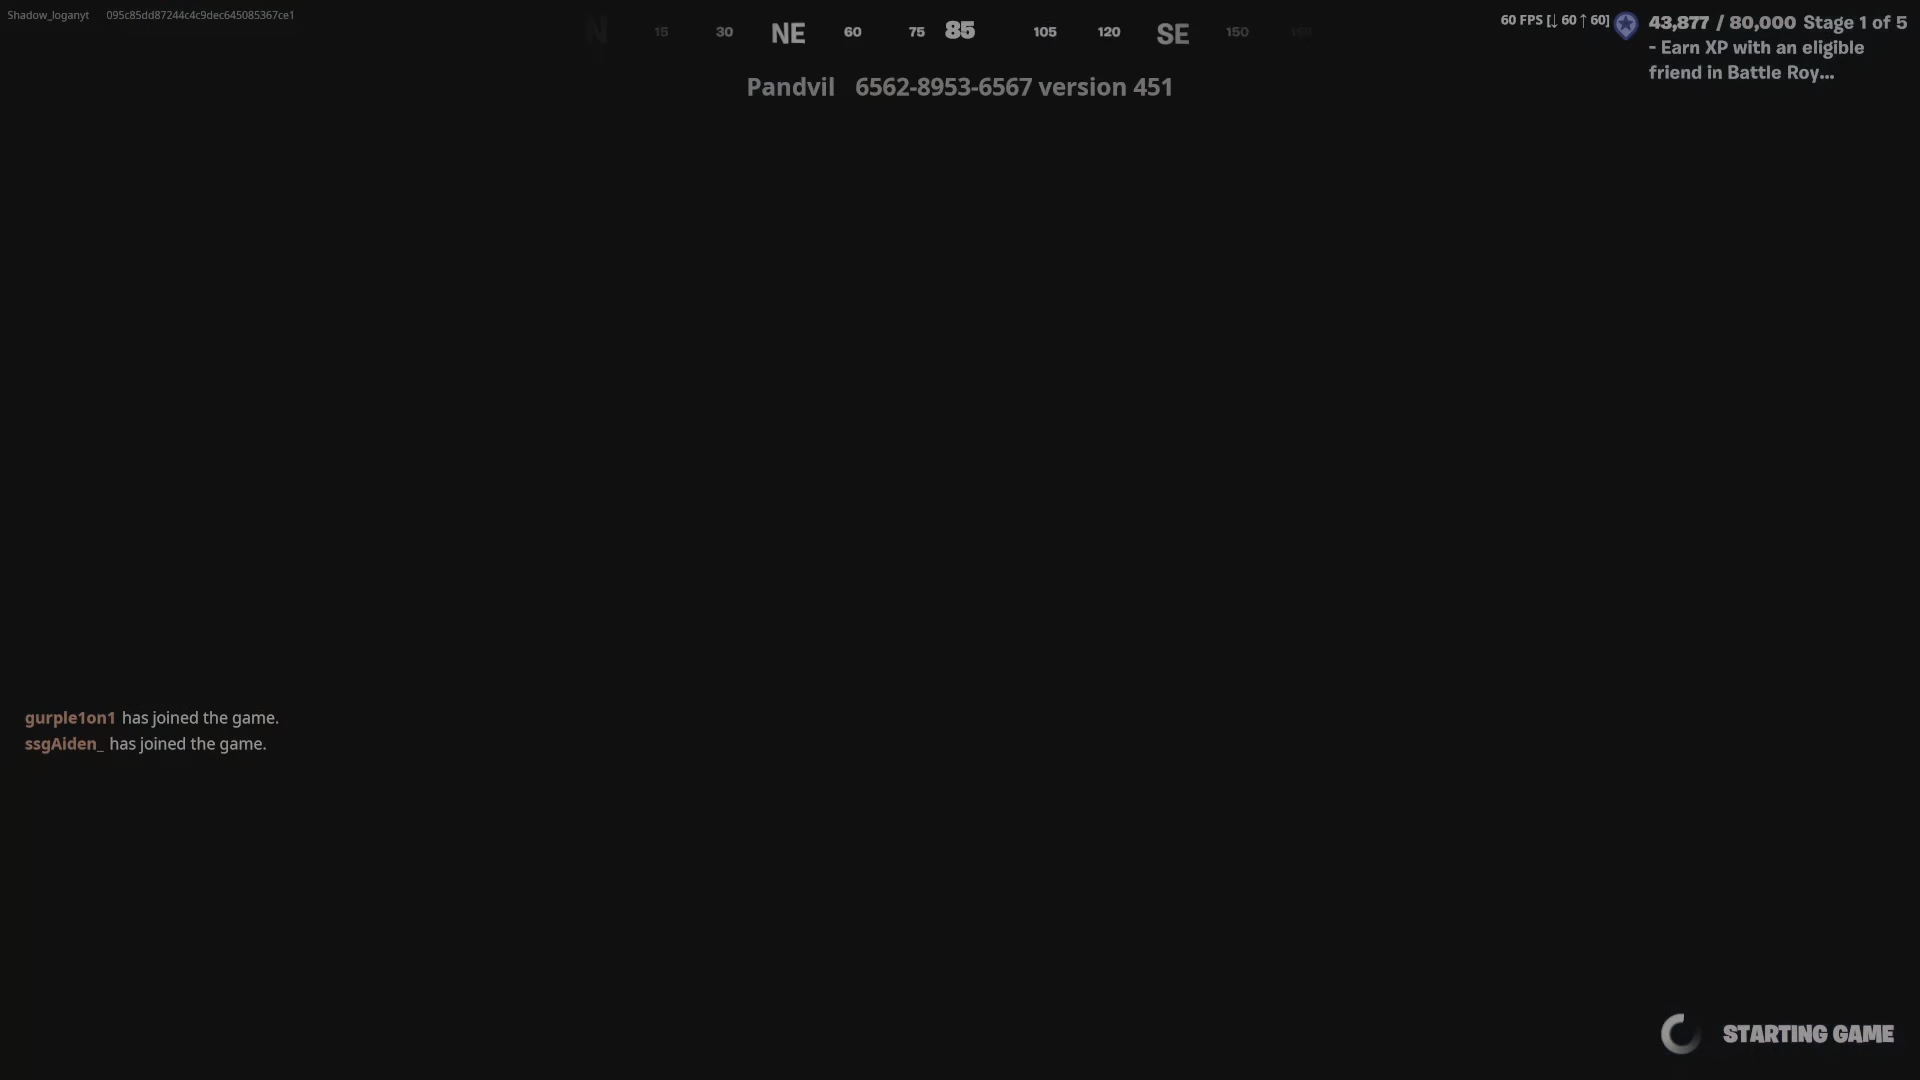 Shadow_loganyt 095c85dd87244c4c9dec645085367ce1
N 15 30 NE 60 75 85 105 120 SE 150
60 FPS [↓ 60 ↑ 60]
43,877 / 80,000 Stage 1 of 5
- Earn XP with an eligible
friend in Battle Roy...
Pandvil 6562-8953-6567 version 451
gurple1on1 has joined the game.
ssgAiden_ has joined the game.
STARTING GAME